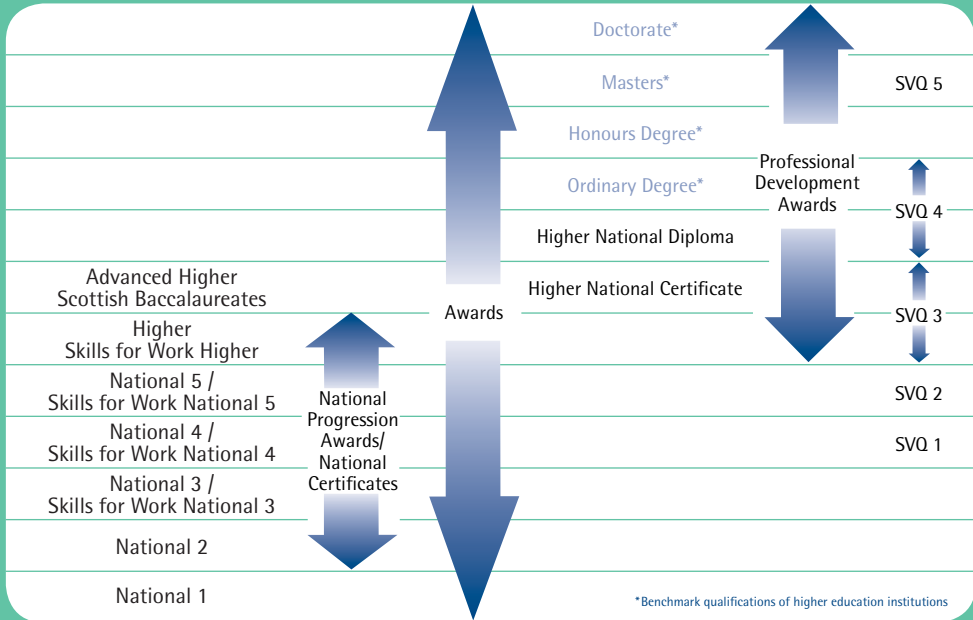 Doctorate*
Masters*
SVQ 5
Honours Degree*
Ordinary Degree*
Professional
Development
Awards
SVQ 4
Higher National Diploma
Advanced Higher
Scottish Baccalaureates
Higher National Certificate
Awards
SVQ 3
Higher
Skills for Work Higher
National 5 /
Skills for Work National 5
National
Progression
Awards/
National
Certificates
SVQ 2
National 4 /
Skills for Work National 4
SVQ 1
National 3 /
Skills for Work National 3
National 2
National 1
*Benchmark qualifications of higher education institutions